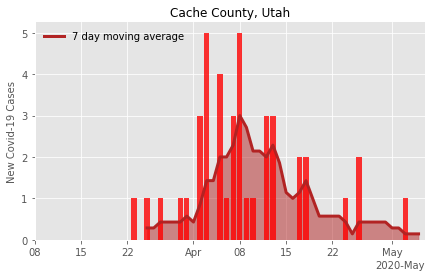 Cache County, Utah
7 day moving average
New Covid-19 Cases
5
4
3
2
1
0
08 15 22 Apr 08 15 22 May
2020-May